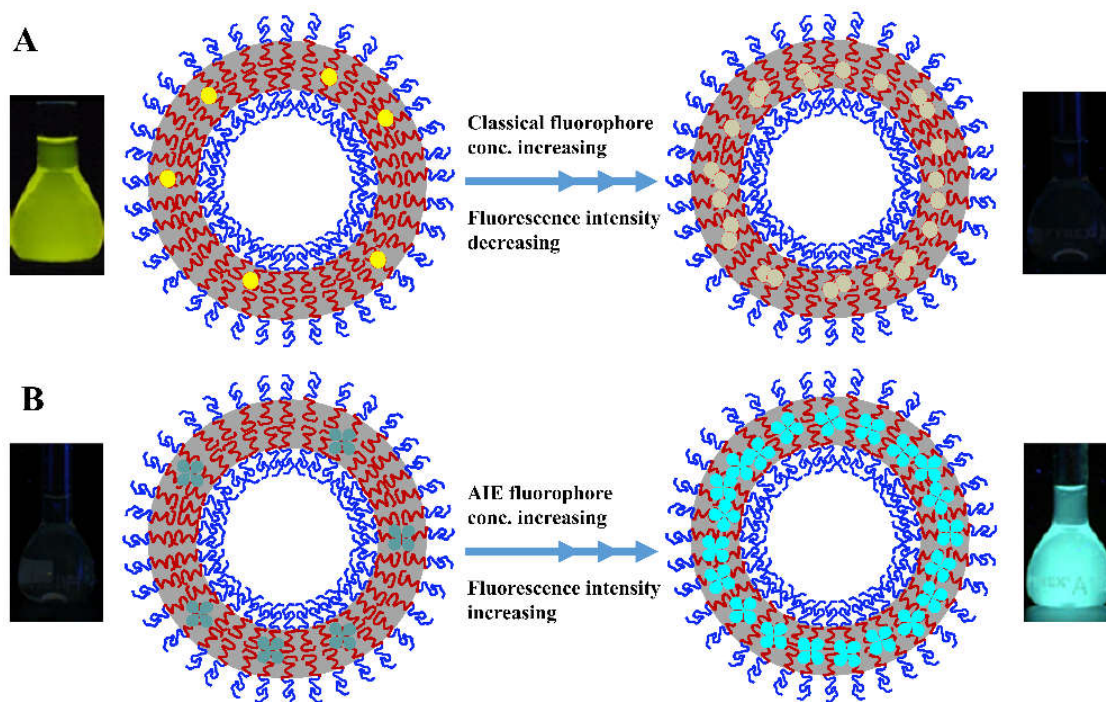 A
Classical fluorophore
conc. increasing
Fluorescence intensity
decreasing
B
AIE fluorophore
conc. increasing
Fluorescence intensity
increasing